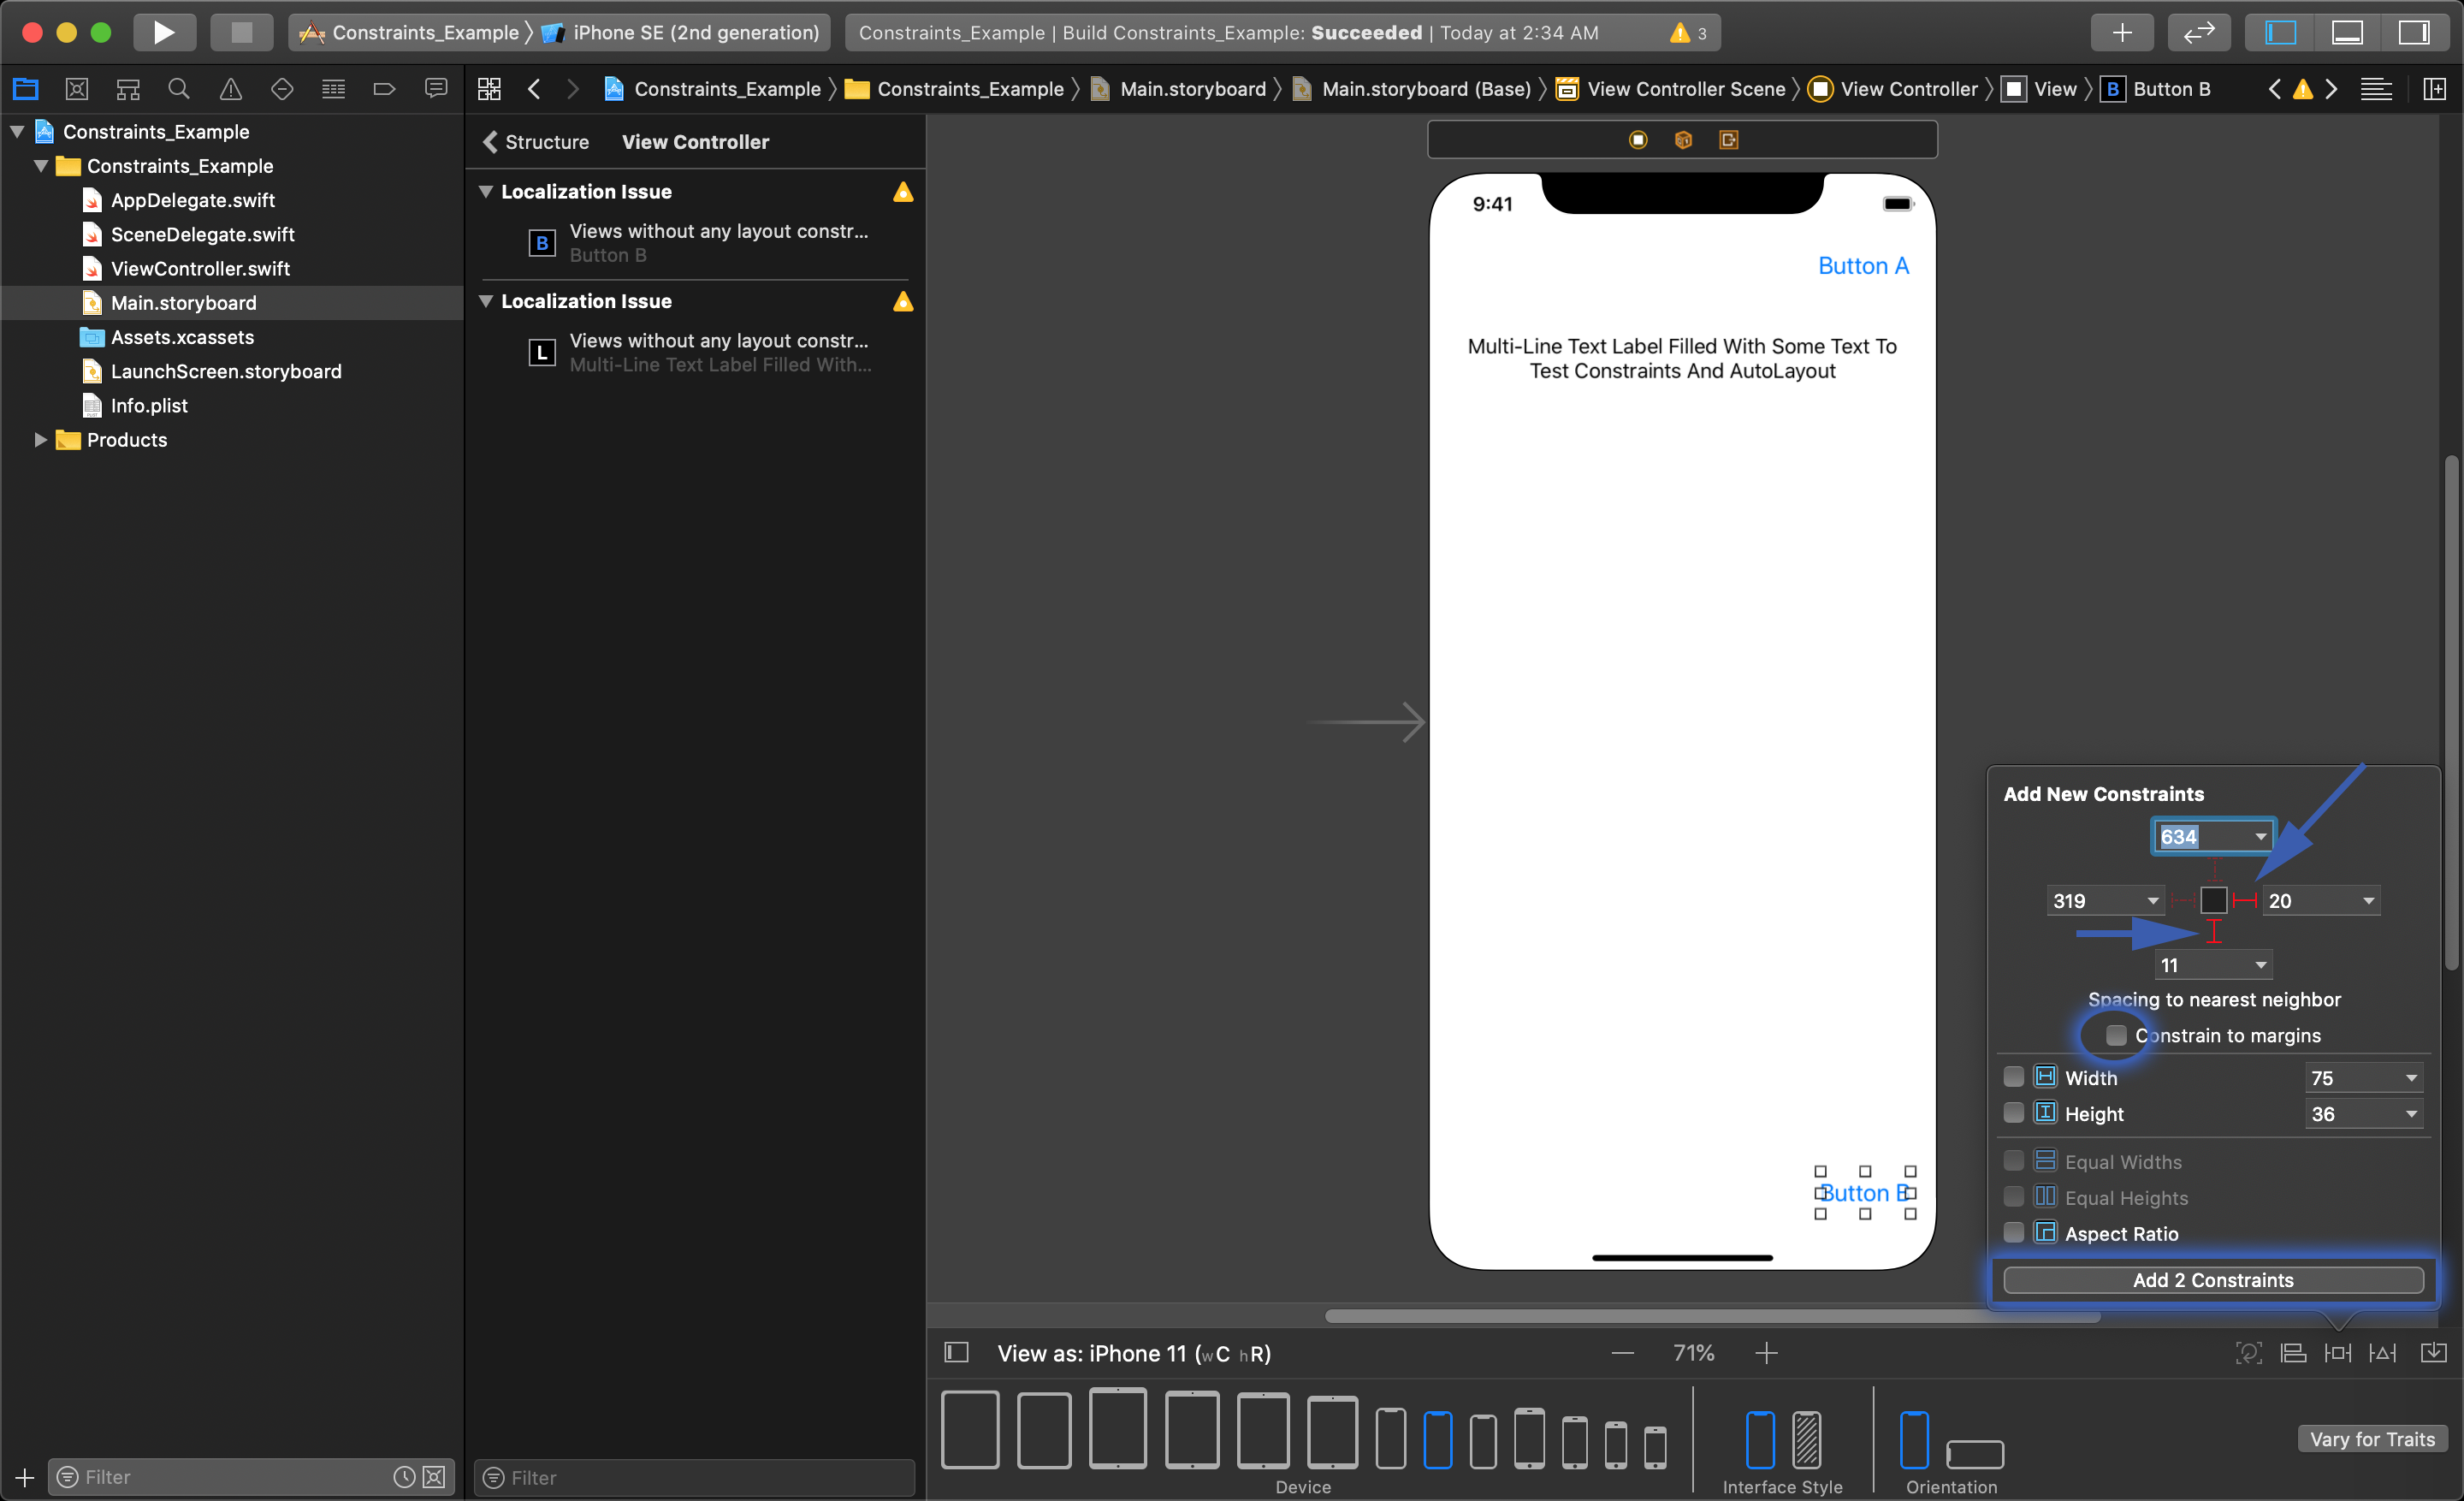 Constraints_Example 〉 iPhone SE (2nd generation)
Constraints_Example | Build Constraints_Example: Succeeded | Today at 2:34 AM
3
Constraints_Example 〉 Constraints_Example 〉 Main.storyboard 〉 Main.storyboard (Base) 〉 View Controller Scene 〉 View Controller 〉 View 〉 B Button B
Constraints_Example
Constraints_Example
AppDelegate.swift
SceneDelegate.swift
ViewController.swift
Main.storyboard
Assets.xcassets
LaunchScreen.storyboard
Info.plist
Products
Filter
Structure
View Controller
Localization Issue
B
Views without any layout constr...
Button B
Localization Issue
L
Views without any layout constr...
Multi-Line Text Label Filled With...
Filter
9:41
Button A
Multi-Line Text Label Filled With Some Text To
Test Constraints And AutoLayout
Button B
Add New Constraints
634
319
20
11
Spacing to nearest neighbor
Constrain to margins
Width
75
Height
36
Equal Widths
Equal Heights
Aspect Ratio
Add 2 Constraints
View as: iPhone 11 (wC hR)
71%
Device
Interface Style
Orientation
Vary for Traits